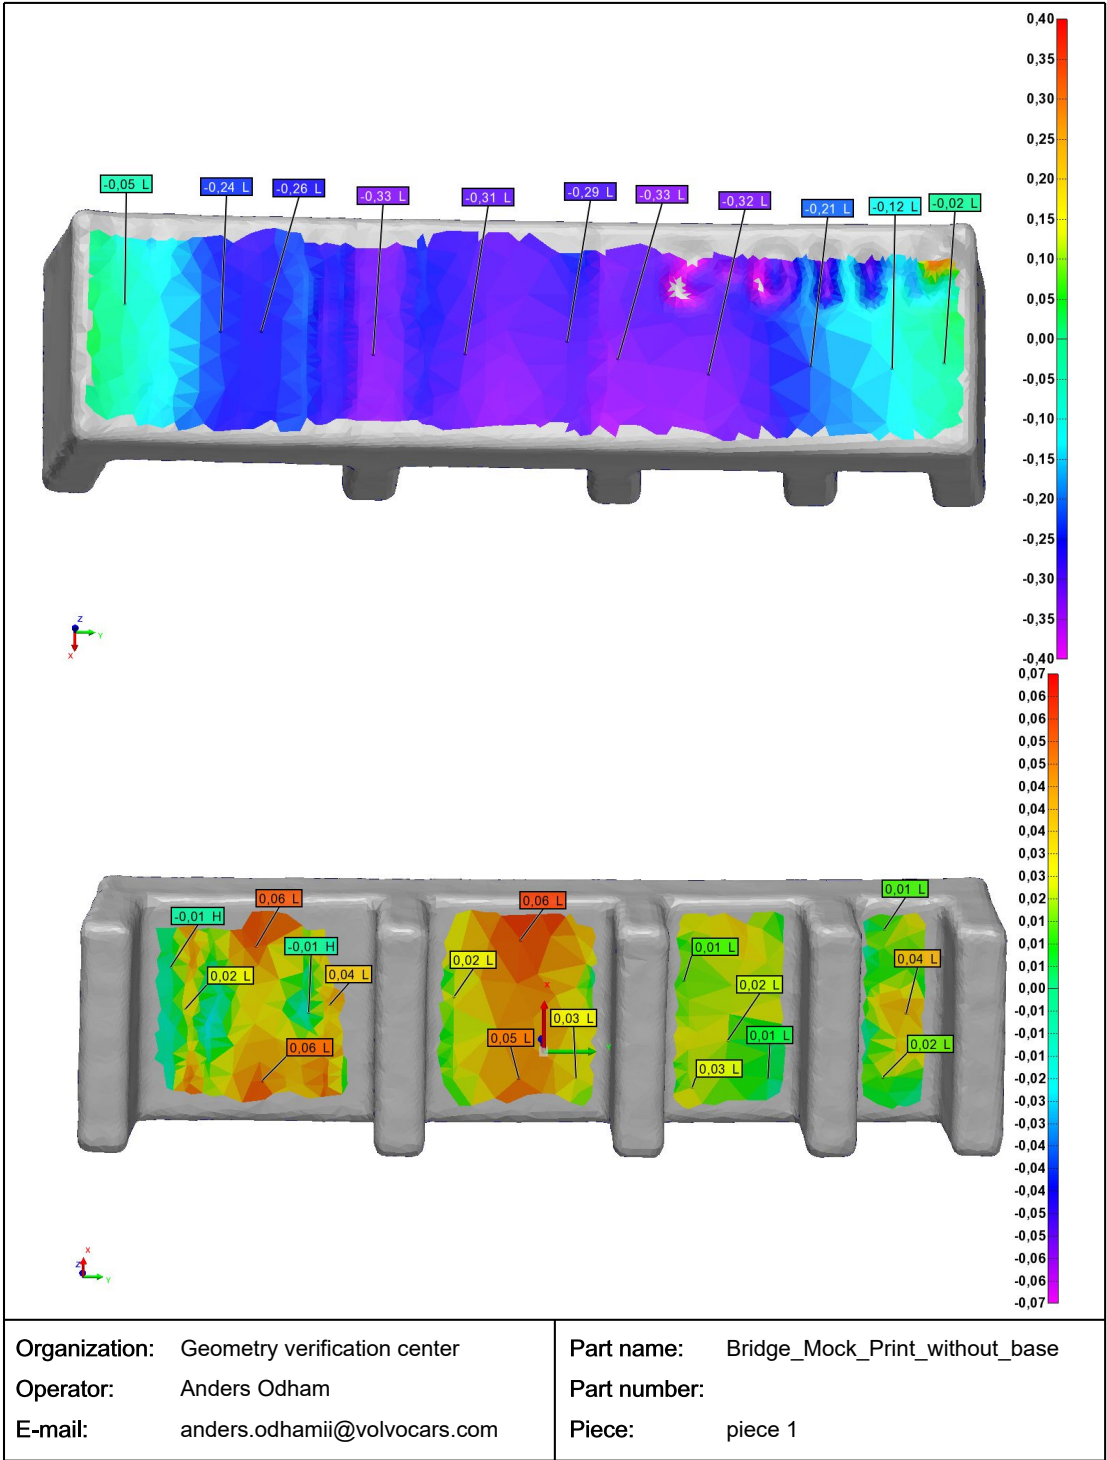 0,40
0,35
0,30
0,25
0,20
0,15
0,10
0,05
0,00
-0,05
-0,10
-0,15
-0,20
-0,25
-0,30
-0,35
-0,40
-0,05 L
-0,24 L
-0,26 L
-0,33 L
-0,31 L
-0,29 L
-0,33 L
-0,32 L
-0,21 L
-0,12 L
-0,02 L
Z
Y
X
0,07
0,06
0,06
0,05
0,05
0,04
0,04
0,04
0,03
0,03
0,02
0,01
0,01
0,01
0,00
-0,01
-0,01
-0,01
-0,02
-0,03
-0,03
-0,04
-0,04
-0,04
-0,05
-0,05
-0,06
-0,06
-0,07
0,06 L
-0,01 H
-0,01 H
0,02 L
0,04 L
0,06 L
0,06 L
0,02 L
0,03 L
0,05 L
X
Y
0,01 L
0,02 L
0,01 L
0,03 L
0,01 L
0,04 L
0,02 L
X
Z
Y
Organization: Geometry verification center
Operator: Anders Odham
E-mail: anders.odhamii@volvocars.com
Part name: Bridge_Mock_Print_without_base
Part number:
Piece: piece 1